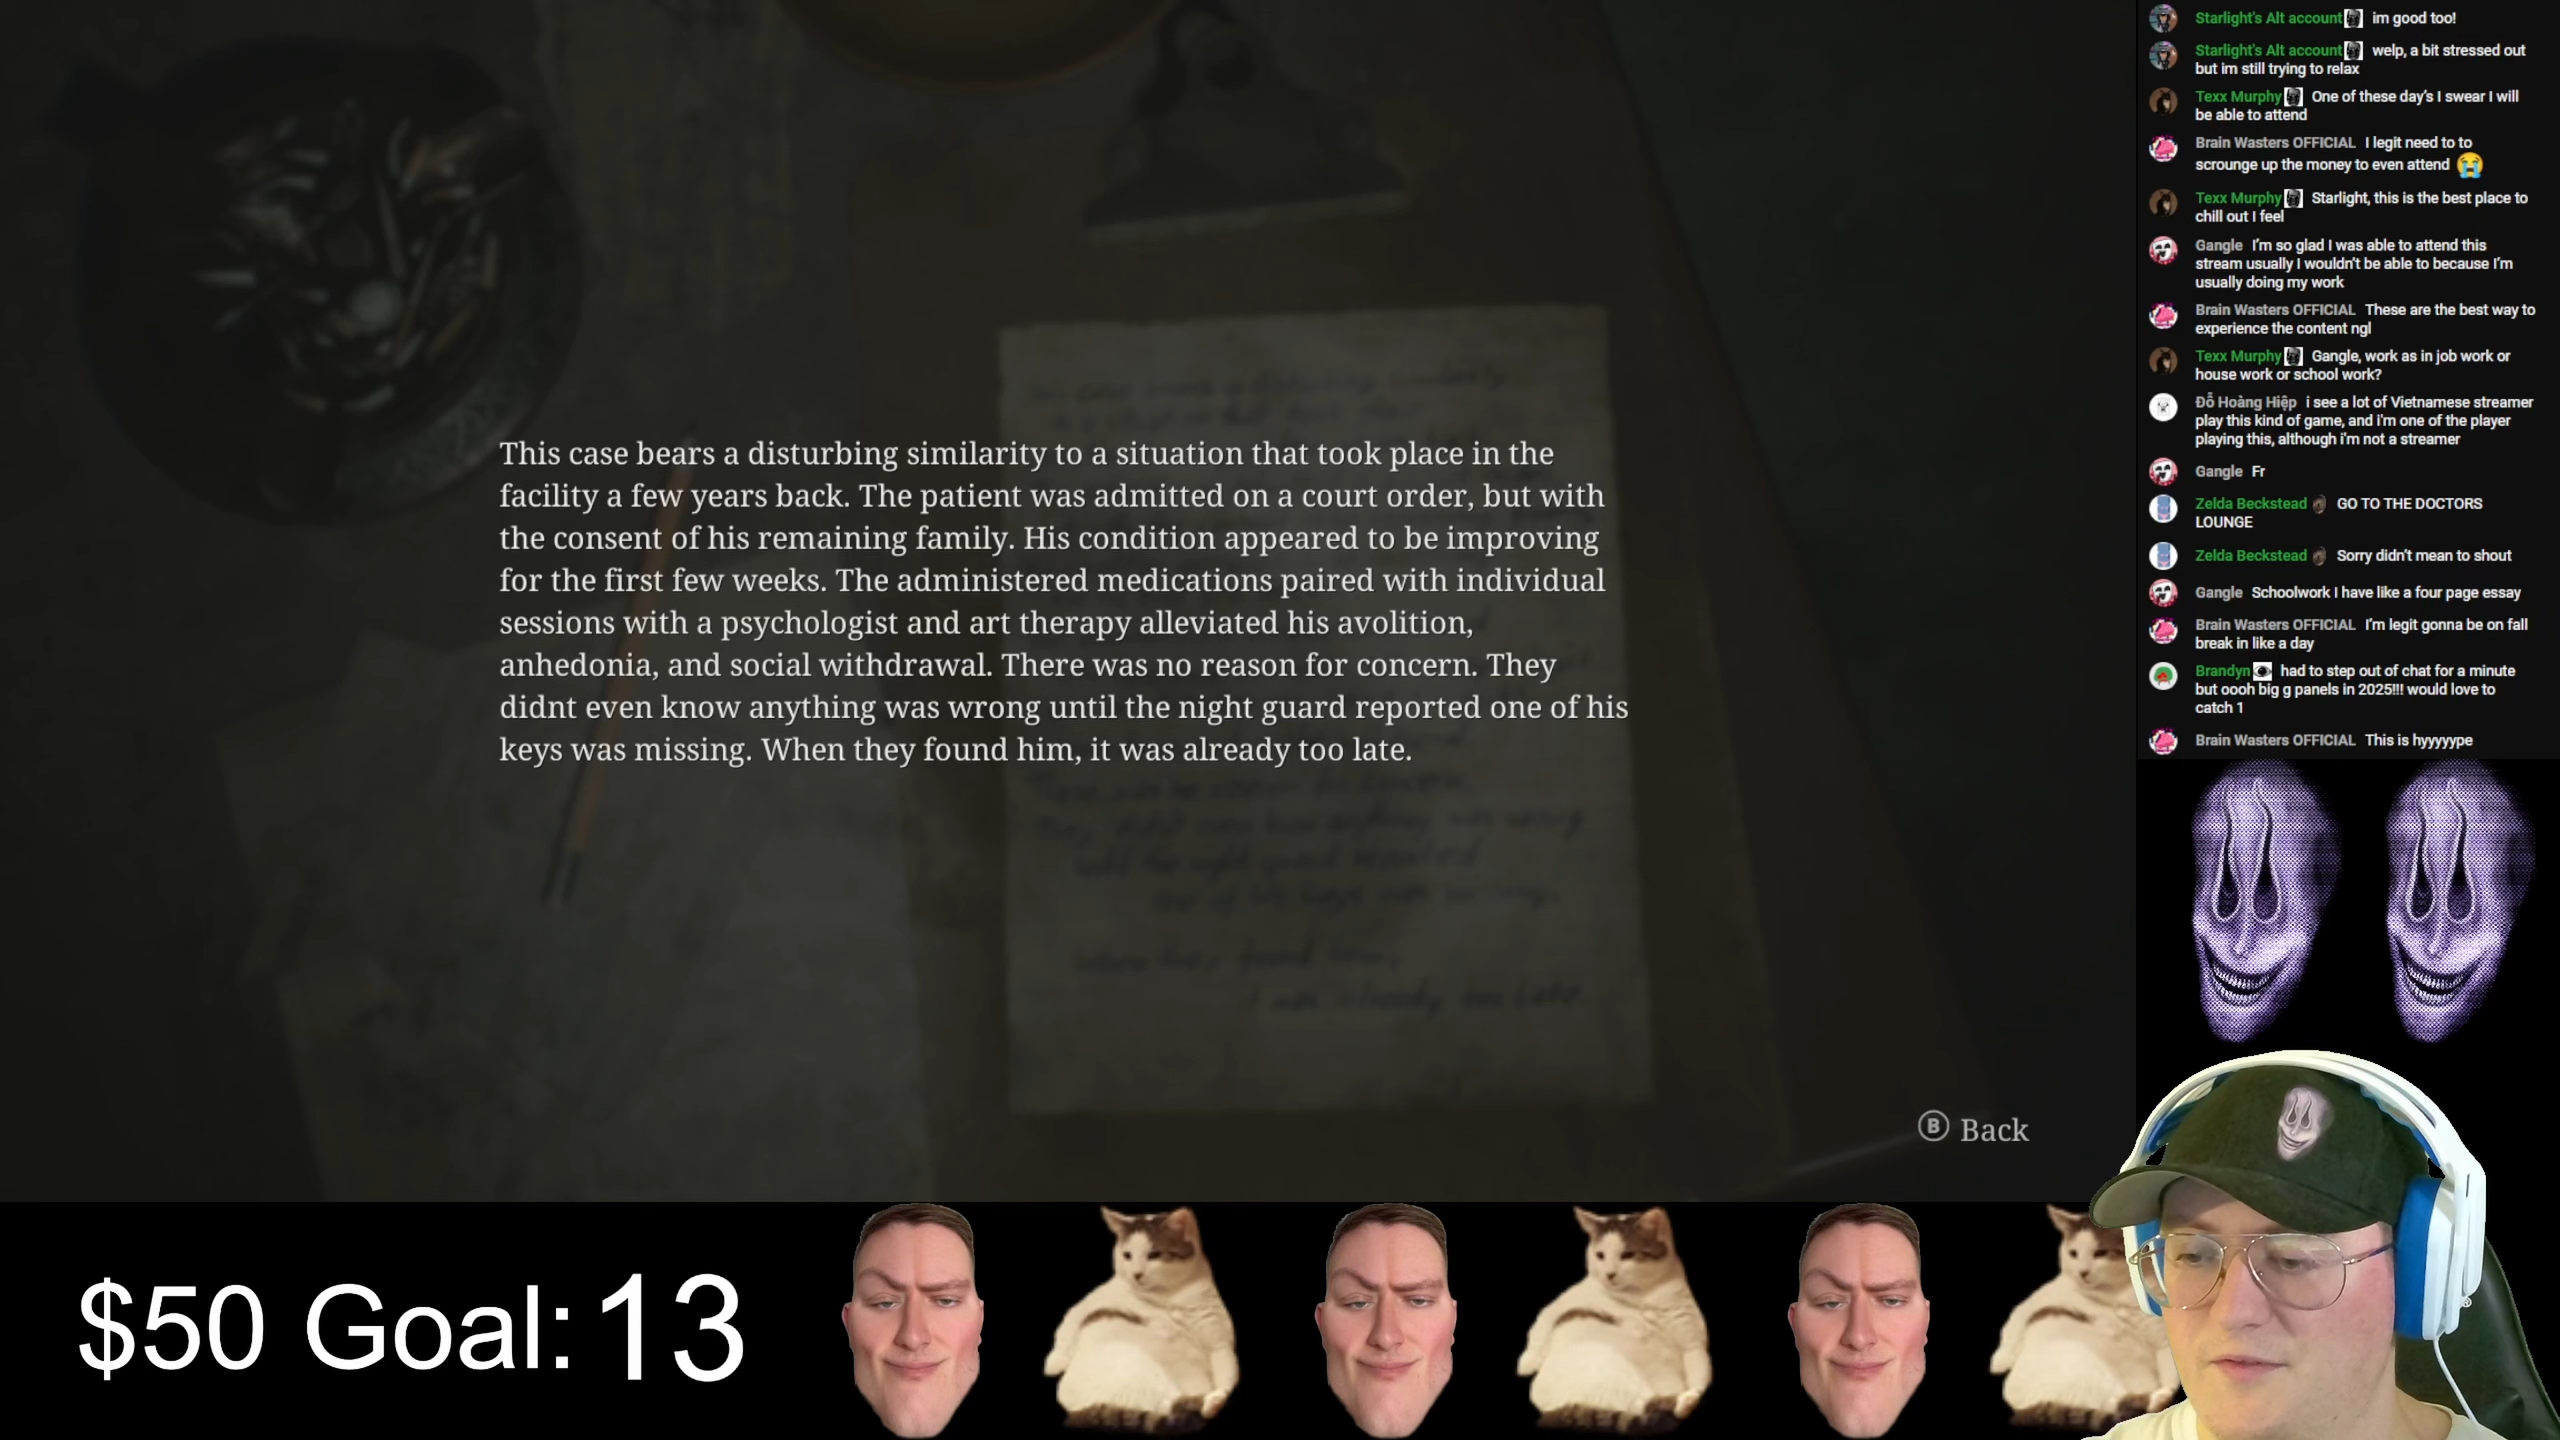 This case bears a disturbing similarity to a situation that took place in the
facility a few years back. The patient was admitted on a court order, but with
the consent of his remaining family. His condition appeared to be improving
for the first few weeks. The administered medications paired with individual
sessions with a psychologist and art therapy alleviated his avolition,
anhedonia, and social withdrawal. There was no reason for concern. They
didnt even know anything was wrong until the night guard reported one of his
keys was missing. When they found him, it was already too late.
B Back
$50 Goal: 13
Starlight's Alt account im good too!
Starlight's Alt account welp, a bit stressed out
but im still trying to relax
Texx Murphy One of these day's I swear I will
be able to attend
Brain Wasters OFFICIAL I legit need to to
scrounge up the money to even attend 😭
Texx Murphy Starlight, this is the best place to
chill out I feel
Gangle I'm so glad I was able to attend this
stream usually I wouldn't be able to because I'm
usually doing my work
Brain Wasters OFFICIAL These are the best way to
experience the content ngl
Texx Murphy Gangle, work as in job work or
house work or school work?
Đỗ Hoàng Hiệp i see a lot of Vietnamese streamer
play this kind of game, and i'm one of the player
playing this, although i'm not a streamer
Gangle Fr
Zelda Beckstead GO TO THE DOCTORS
LOUNGE
Zelda Beckstead Sorry didn't mean to shout
Gangle Schoolwork I have like a four page essay
Brain Wasters OFFICIAL I'm legit gonna be on fall
break in like a day
Brandyn had to step out of chat for a minute
but oooh big g panels in 2025!!! would love to
catch 1
Brain Wasters OFFICIAL This is hyyyyype